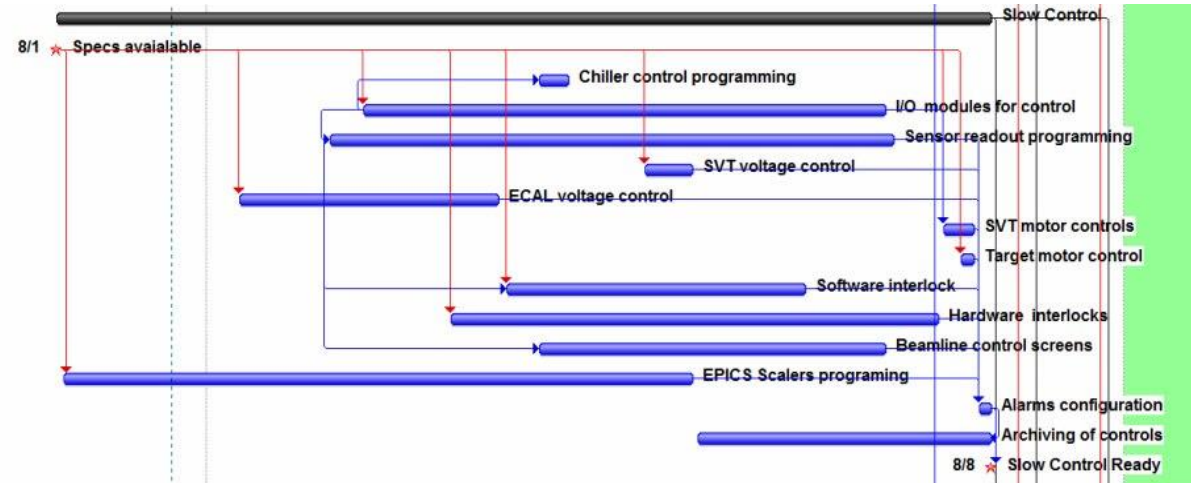 Slow Control
8/1 Specs avaialable
Chiller control programming
I/O modules for control
Sensor readout programming
SVT voltage control
ECAL voltage control
SVT motor controls
Target motor control
Software interlock
Hardware interlocks
Beamline control screens
EPICS Scalers programing
Alarms configuration
Archiving of controls
8/8 Slow Control Ready